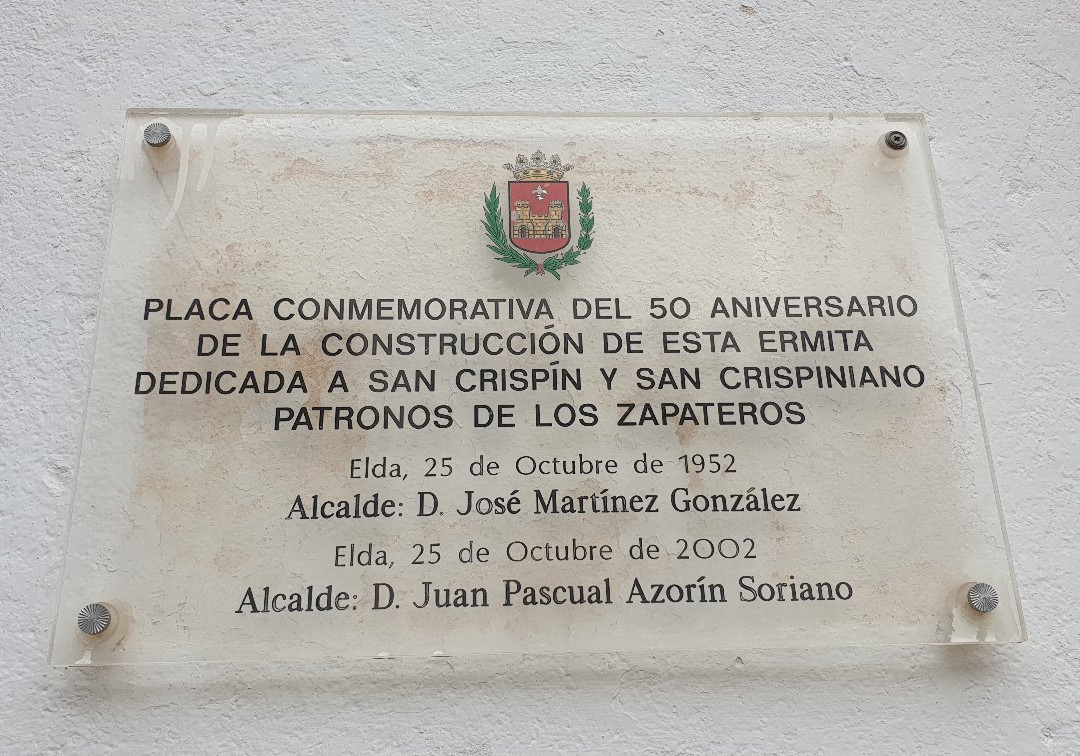 PLACA CONMEMORATIVA DEL 50 ANIVERSARIO
DE LA CONSTRUCCIÓN DE ESTA ERMITA
DEDICADA A SAN CRISPÍN Y SAN CRISPINIANO
PATRONOS DE LOS ZAPATEROS
Elda, 25 de Octubre de 1952
Alcalde: D. José Martínez González
Elda, 25 de Octubre de 2002
Alcalde: D. Juan Pascual Azorín Soriano